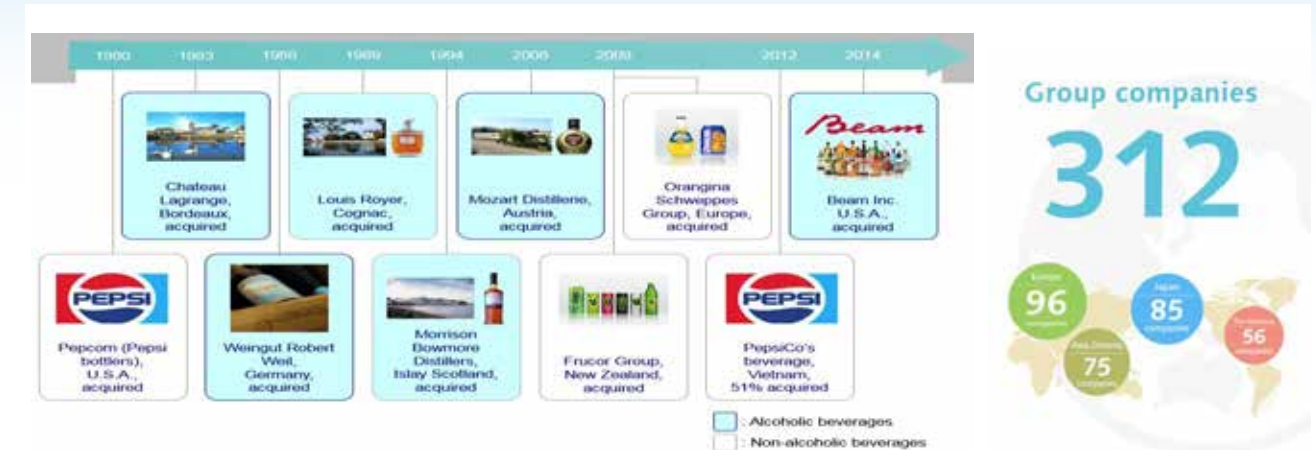 1980 1983 1988 1989 1994 2006 2009 2012 2014
Chateau
Lagrange,
Bordeaux,
acquired
Louis Royer,
Cognac,
acquired
Mozart Distillerie,
Austria,
acquired
Orangina
Schweppes
Group, Europe,
acquired
Beam
Beam Inc.
U.S.A.,
acquired
PEPSI
Pepcom (Pepsi
bottlers),
U.S.A.,
acquired
Weingut Robert
Weil,
Germany,
acquired
Morrison
Bowmore
Distillers,
Islay Scotland,
acquired
Frucor Group,
New Zealand,
acquired
PEPSI
PepsiCo's
beverage,
Vietnam,
51% acquired
: Alcoholic beverages
: Non-alcoholic beverages
Group companies
312
Europe
96
companies
Japan
85
companies
The Americas
56
companies
Asia, Oceania
75
companies